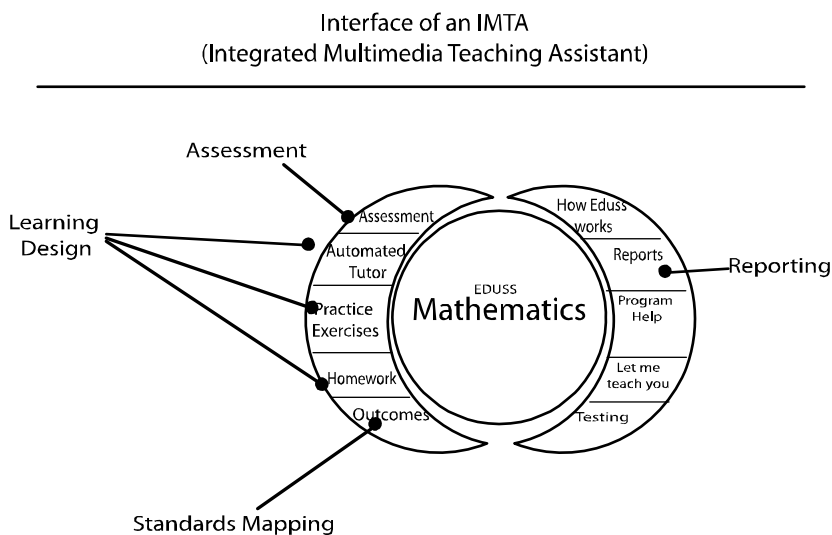 Interface of an IMTA
(Integrated Multimedia Teaching Assistant)
Assessment
Learning
Design
Assessment
Automated
Tutor
Practice
Exercises
Homework
Outcomes
Standards Mapping
EDUSS
Mathematics
How Eduss
works
Reports
Program
Help
Let me
teach you
Testing
Reporting